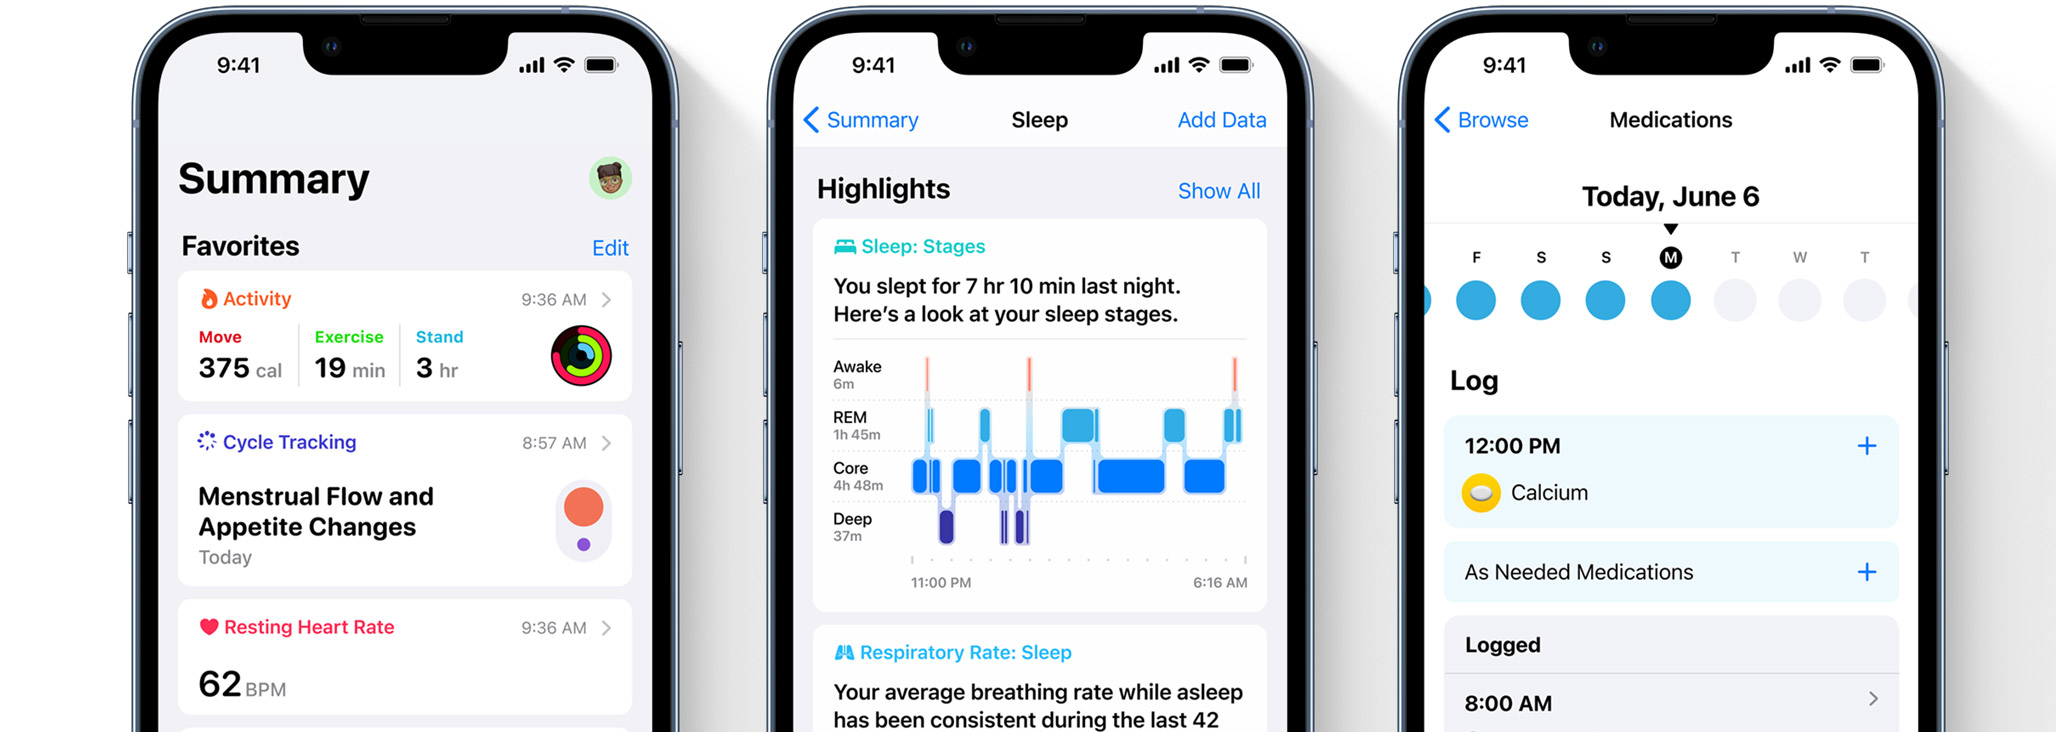 9:41
Summary
Favorites
Edit
Activity
9:36 AM
Move
Exercise
Stand
375 cal
19 min
3 hr
Cycle Tracking
8:57 AM
Menstrual Flow and
Appetite Changes
Today
Resting Heart Rate
9:36 AM
62 BPM
9:41
Summary
Sleep
Add Data
Highlights
Show All
Sleep: Stages
You slept for 7 hr 10 min last night.
Here's a look at your sleep stages.
Awake
6m
REM
1h 45m
Core
4h 48m
Deep
37m
11:00 PM
6:16 AM
Respiratory Rate: Sleep
Your average breathing rate while asleep
has been consistent during the last 42
9:41
Browse
Medications
Today, June 6
F S S M T W T
Log
12:00 PM
Calcium
As Needed Medications
Logged
8:00 AM